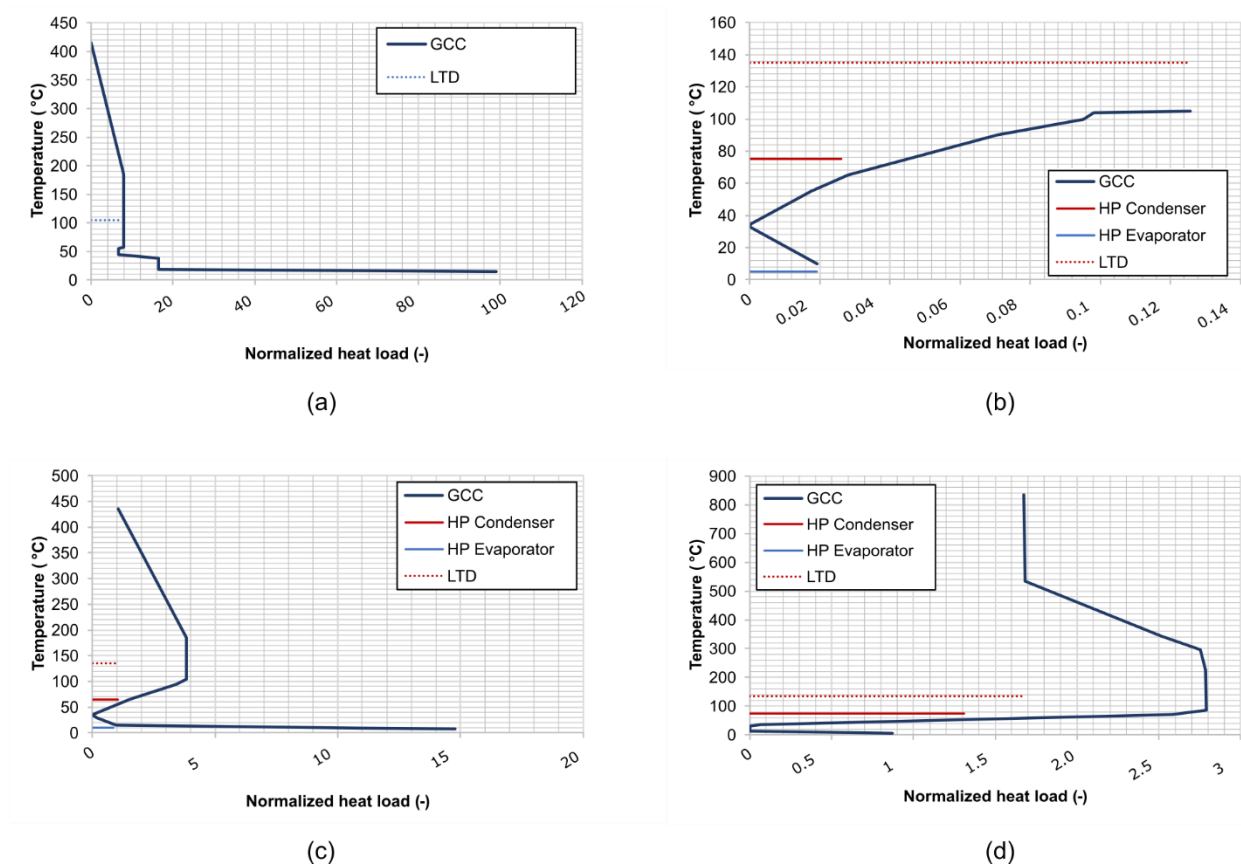 450
400
350
300
250
200
150
100
50
0
Temperature ( °C)
GCC
LTD
0
20
40
60
80
100
120
Normalized heat load (-)
(a)
160
140
120
100
80
60
40
20
0
Temperature ( °C)
GCC
HP Condenser
HP Evaporator
LTD
0
0.02
0.04
0.06
0.08
0.1
0.12
0.14
Normalized heat load (-)
(b)
500
450
400
350
300
250
200
150
100
50
0
Temperature ( °C)
GCC
HP Condenser
HP Evaporator
LTD
0
5
10
15
20
Normalized heat load (-)
(c)
900
800
700
600
500
400
300
200
100
0
Temperature ( °C)
GCC
HP Condenser
HP Evaporator
LTD
0
0.5
1
1.5
2.0
2.5
3
Normalized heat load (-)
(d)